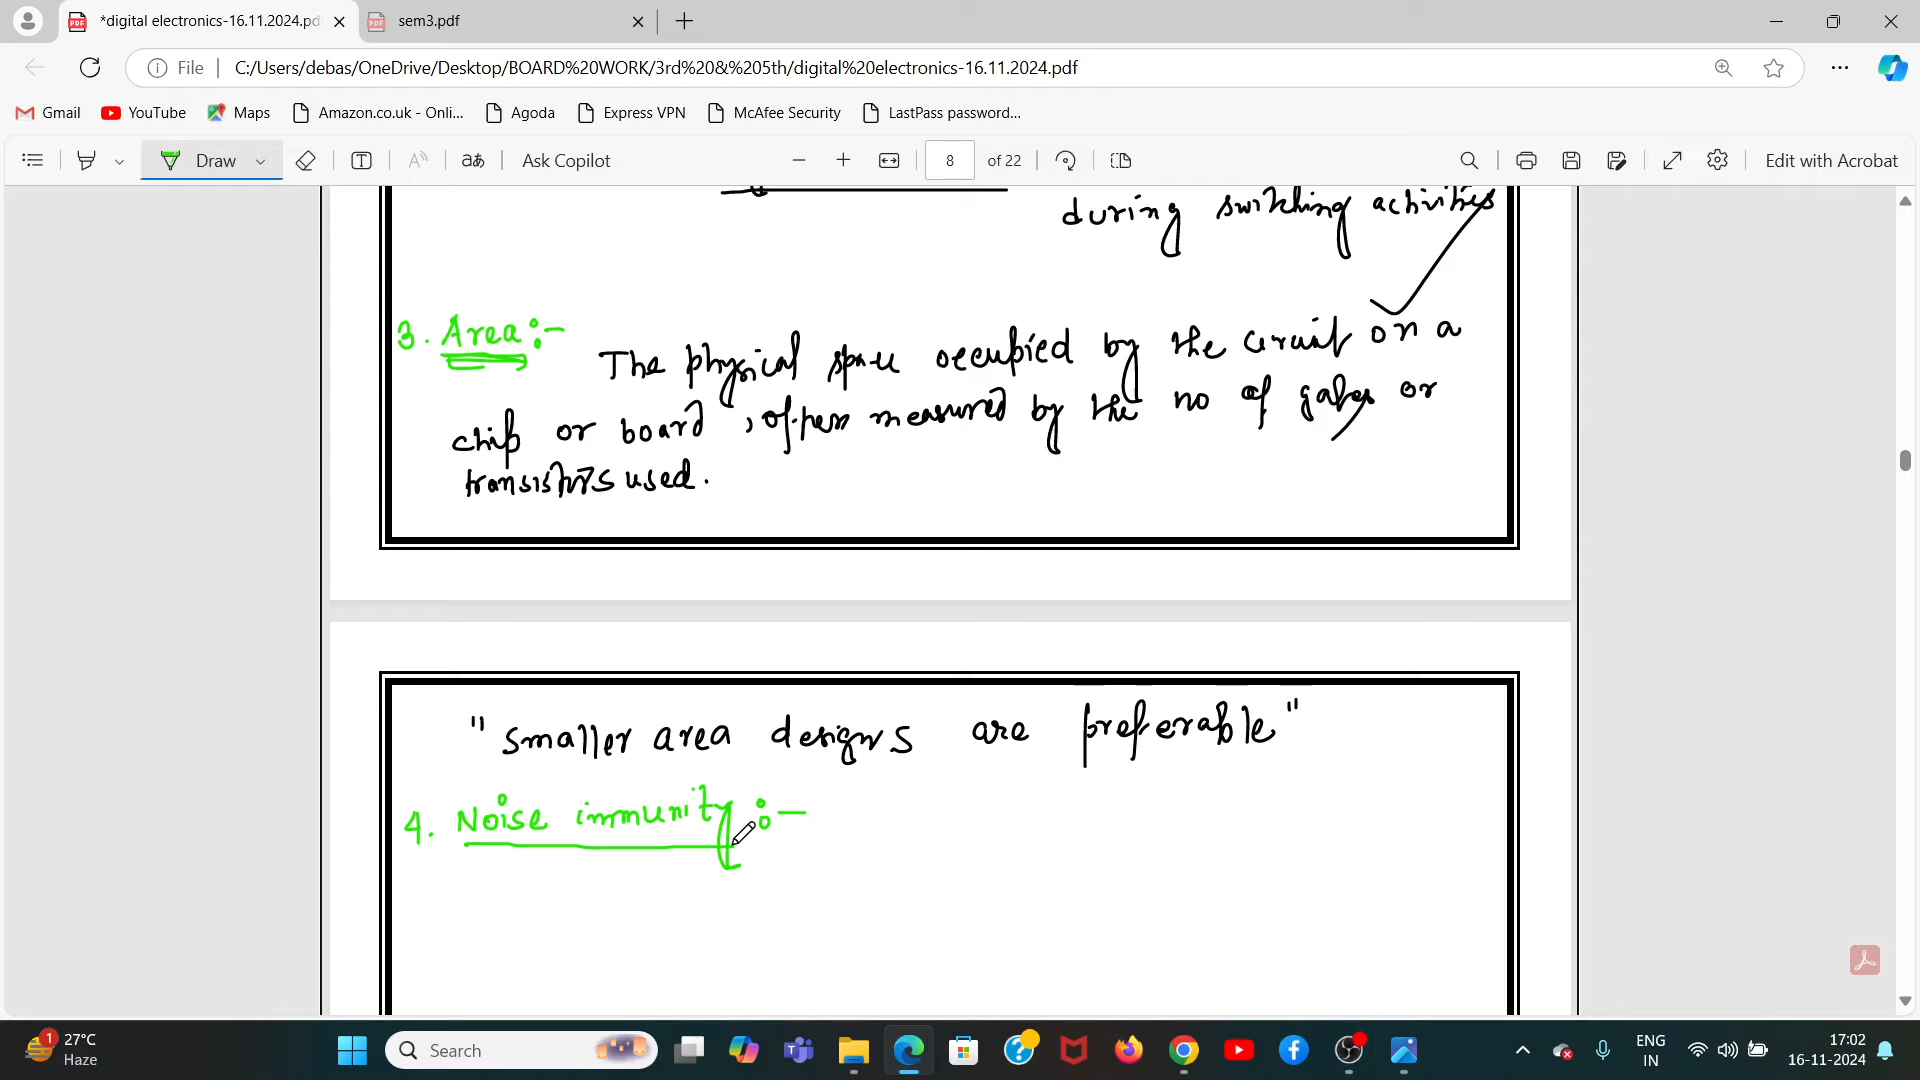 *digital electronics-16.11.2024.pd
sem3.pdf
File
C:/Users/debas/OneDrive/Desktop/BOARD%20WORK/3rd%20&%205th/digital%20electronics-16.11.2024.pdf
Gmail YouTube Maps Amazon.co.uk - Onli... Agoda Express VPN McAfee Security LastPass password...
Draw aあ Ask Copilot 8 of 22 Edit with Acrobat
during switching activities
3. Area :-
The physical space occupied by the circuit on a
chip or board, often measured by the no of gates or
transistors used.
"smaller area designs are preferable"
4. Noise immunity :-
1 27°C
Haze
Search
ENG
IN
17:02
16-11-2024